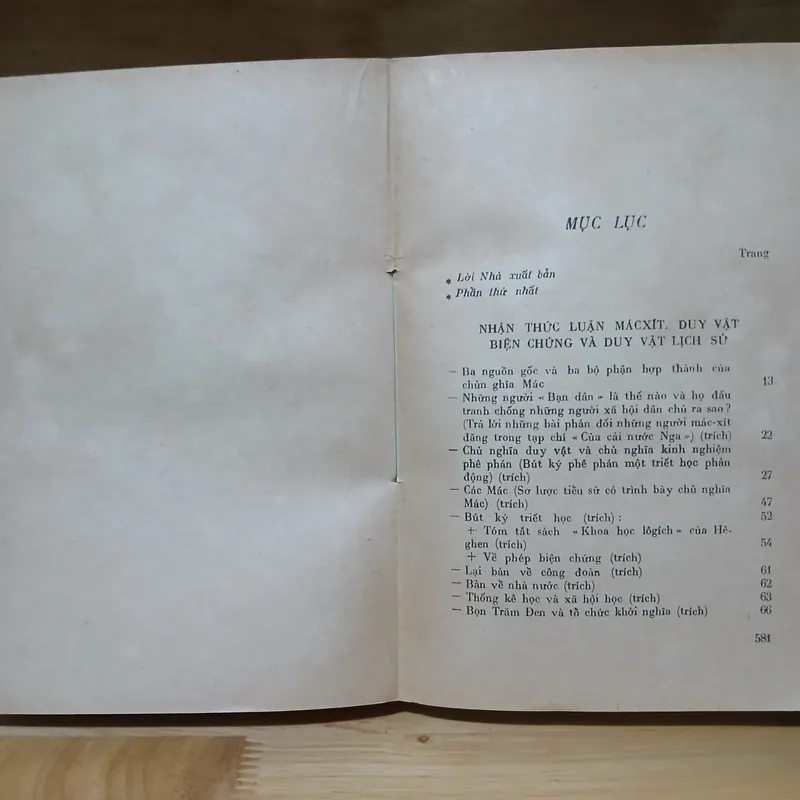 MỤC LỤC
Trang
* Lời Nhà xuất bản
* Phần thứ nhất
NHẬN THỨC LUẬN MÁCXÍT. DUY VẬT
BIỆN CHỨNG VÀ DUY VẬT LỊCH SỬ
— Ba nguồn gốc và ba bộ phận hợp thành của
chủn ghĩa Mác 13
— Những người « Bạn dân » là thế nào và họ đấu
tranh chống những người xã hội dân chủ ra sao?
(Trả lời những bài phản đối những người mác-xít
đăng trong tạp chí « Của cải nước Nga ») (trích) 22
— Chủ nghĩa duy vật và chủ nghĩa kinh nghiệm
phê phán (Bút ký phê phán một triết học phản
động) (trích) 27
— Các Mác (Sơ lược tiểu sử có trình bày chủ nghĩa
Mác) (trích) 47
— Bút ký triết học (trích) : 52
+ Tóm tắt sách « Khoa học lôgích » của Hê-
ghen (trích) 54
+ Về phép biện chứng (trích)
— Lại bàn về công đoàn (trích) 61
— Bàn về nhà nước (trích) 62
— Thống kê học và xã hội học (trích) 63
— Bọn Trăm Đen và tổ chức khởi nghĩa (trích) 66
581